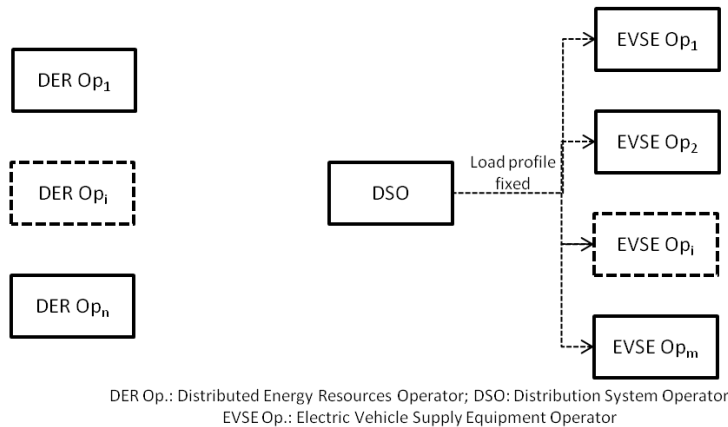 DER Op₁
DER Opᵢ
DER Opₙ
DSO
Load profile
fixed
EVSE Op₁
EVSE Op₂
EVSE Opᵢ
EVSE Opₘ
DER Op.: Distributed Energy Resources Operator; DSO: Distribution System Operator
EVSE Op.: Electric Vehicle Supply Equipment Operator